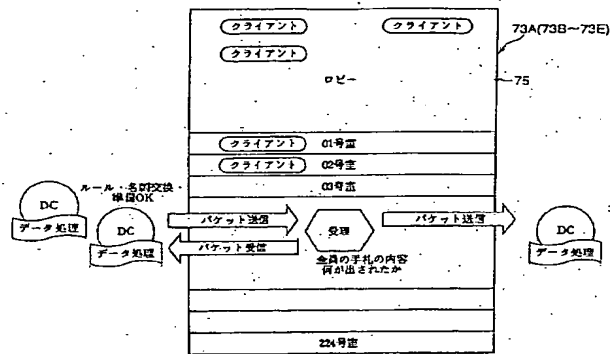 クライアント
クライアント
73A(73B〜73E)
クライアント
ロビー
75
クライアント
01号室
クライアント
02号室
03号室
ルール・名前交換・
準備OK
DC
データ処理
DC
データ処理
パケット送信
パケット受信
受理
全員の手札の内容
何が出されたか
パケット送信
DC
データ処理
224号室